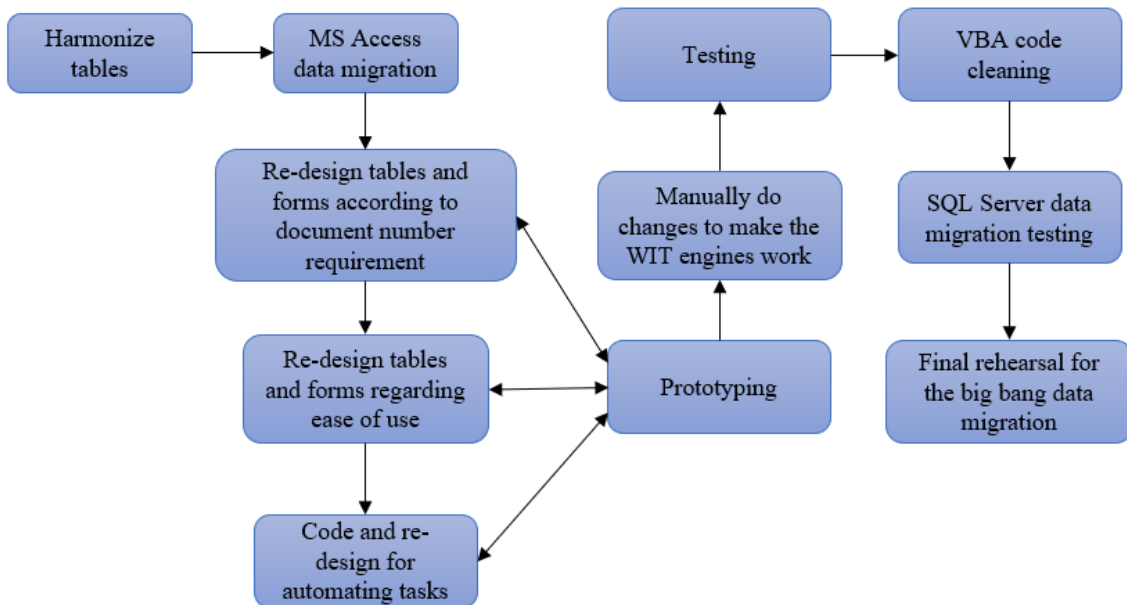 Harmonize
tables
MS Access
data migration
Re-design tables and
forms according to
document number
requirement
Re-design tables
and forms regarding
ease of use
Code and re-
design for
automating tasks
Prototyping
Manually do
changes to make the
WIT engines work
Testing
VBA code
cleaning
SQL Server data
migration testing
Final rehearsal for
the big bang data
migration